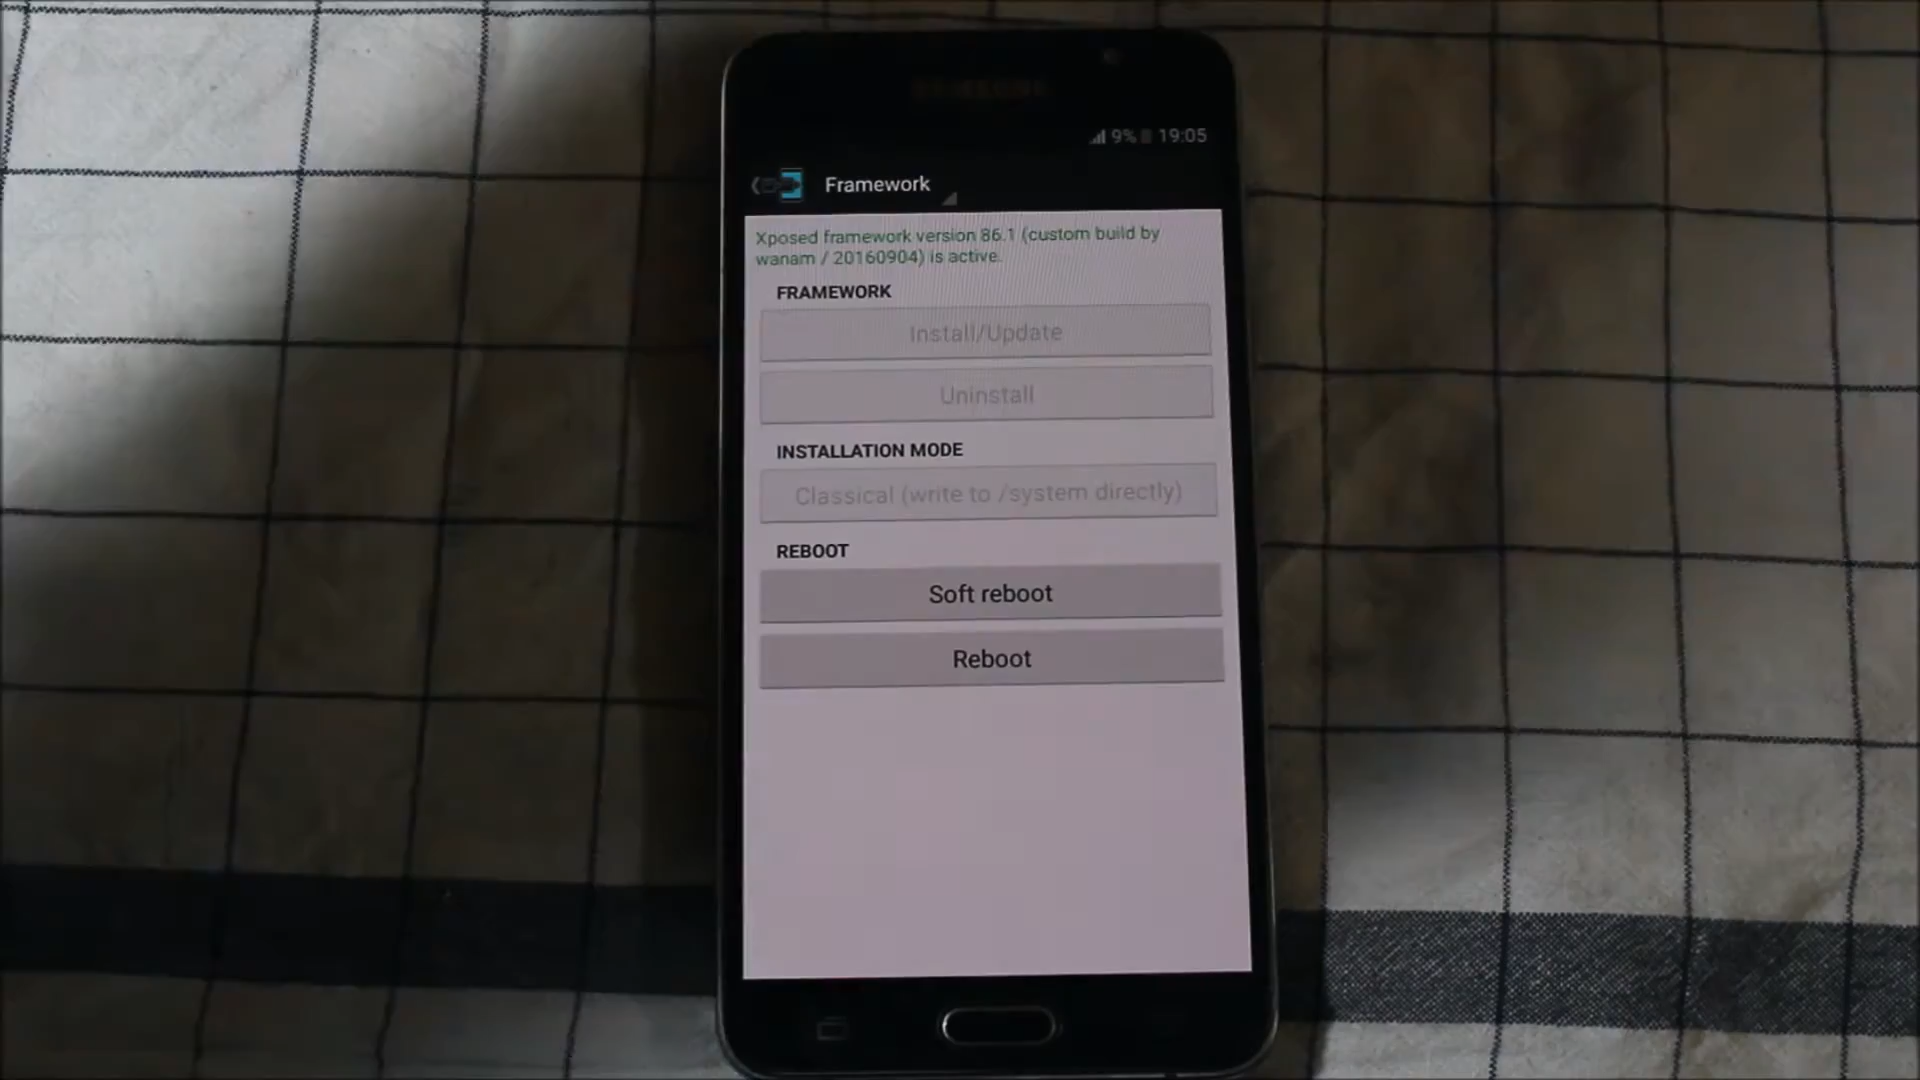 SAMSUNG
9% 19:05
Framework
Xposed framework version 86.1 (custom build by
wanam / 20160904) is active.
FRAMEWORK
Install/Update
Uninstall
INSTALLATION MODE
Classical (write to /system directly)
REBOOT
Soft reboot
Reboot